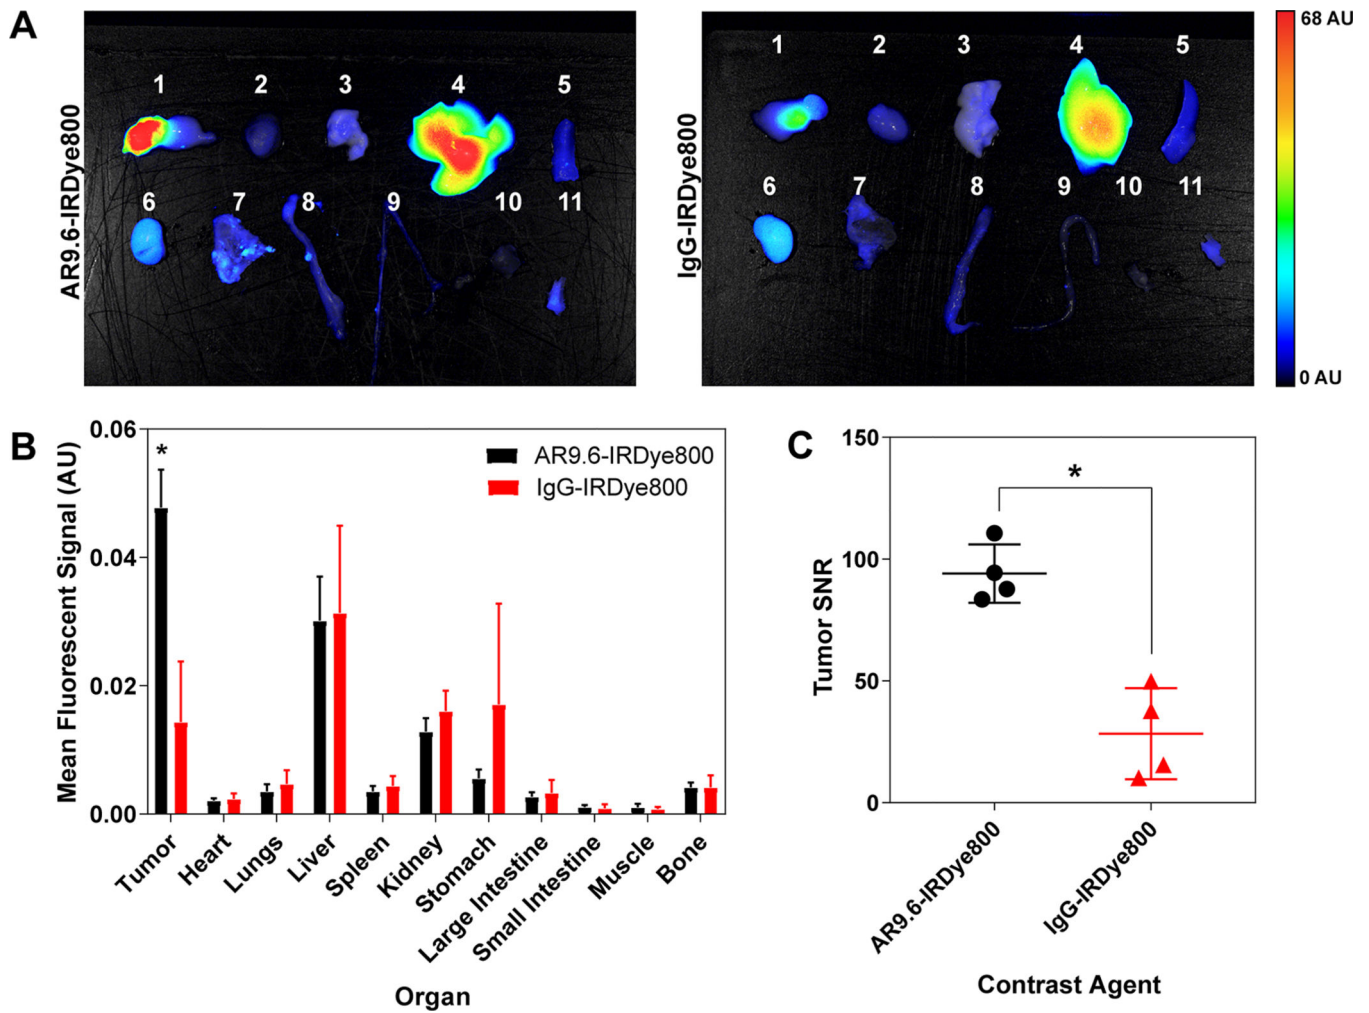 A
AR9.6-IRDye800
1 2 3 4 5
6 7 8 9 10 11
IgG-IRDye800
1 2 3 4 5
6 7 8 9 10 11
68 AU
0 AU
B
Mean Fluorescent Signal (AU)
0.06
0.04
0.02
0.00
*
AR9.6-IRDye800
IgG-IRDye800
Tumor
Heart
Lungs
Liver
Spleen
Kidney
Stomach
Large Intestine
Small Intestine
Muscle
Bone
Organ
C
Tumor SNR
150
100
50
0
*
AR9.6-IRDye800
IgG-IRDye800
Contrast Agent